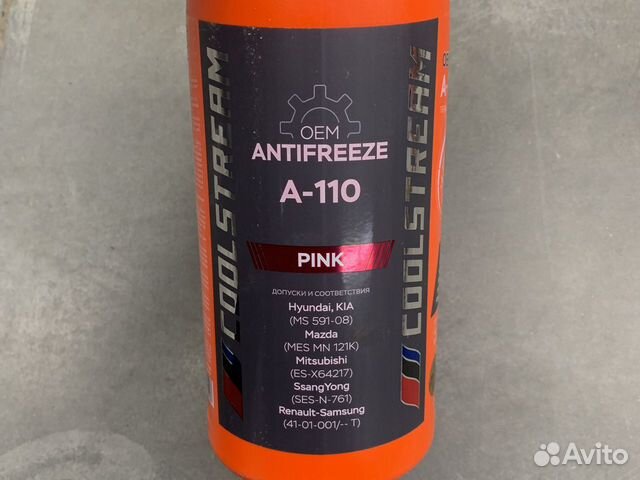 COOLSTREAM
OEM
ANTIFREEZE
A-110
PINK
ДОПУСКИ И СООТВЕТСТВИЯ
Hyundai, KIA
(MS 591-08)
Mazda
(MES MN 121K)
Mitsubishi
(ES-X64217)
SsangYong
(SES-N-761)
Renault-Samsung
(41-01-001/-- T)
COOLSTREAM
Avito